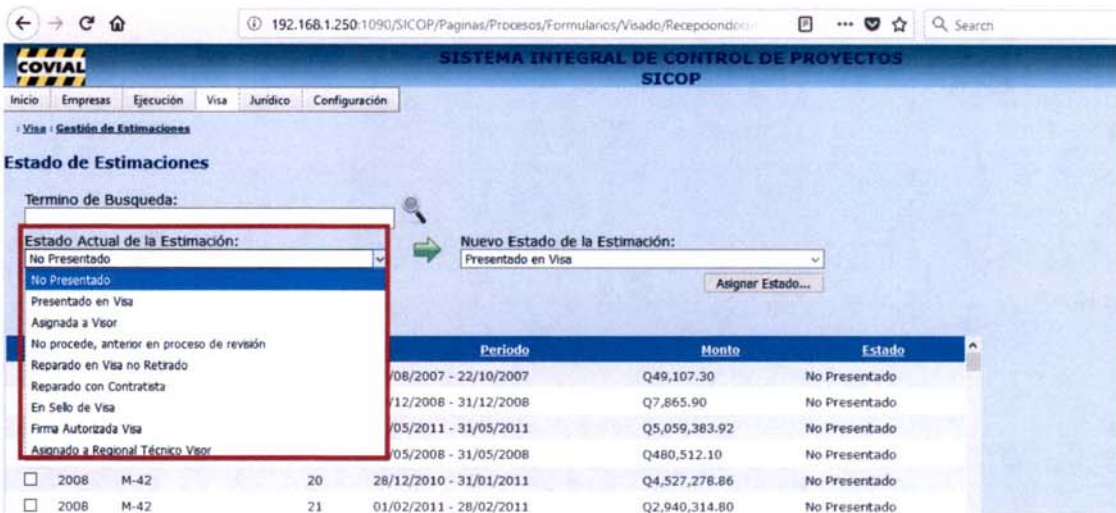 192.168.1.250:1090/SICOP/Paginas/Procesos/Formularios/Visado/Recepciondo
Search
COVIAL
SISTEMA INTEGRAL DE CONTROL DE PROYECTOS
SICOP
Inicio Empresas Ejecución Visa Jurídico Configuración
Visa Gestión de Estimaciones
Estado de Estimaciones
Termino de Busqueda:
Estado Actual de la Estimación:
No Presentado
Nuevo Estado de la Estimación:
Presentado en Visa
Asignar Estado...
No Presentado
Presentado en Visa
Asignada a Visor
No procede, anterior en proceso de revisión
Reparado en Visa no Retirado
Reparado con Contratista
En Sello de Visa
Firma Autorizada Visa
Asignado a Regional Técnico Visor
Periodo Monto Estado
/08/2007 - 22/10/2007 Q49,107.30 No Presentado
/12/2008 - 31/12/2008 Q7,865.90 No Presentado
/05/2011 - 31/05/2011 Q5,059,383.92 No Presentado
/05/2008 - 31/05/2008 Q480,512.10 No Presentado
2008 M-42 20 28/12/2010 - 31/01/2011 Q4,527,278.86 No Presentado
2008 M-42 21 01/02/2011 - 28/02/2011 Q2,940,314.80 No Presentado